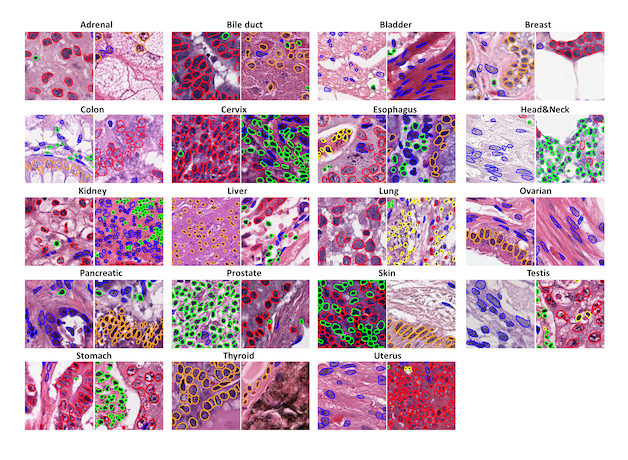 Adrenal Bile duct Bladder Breast
Colon Cervix Esophagus Head&Neck
Kidney Liver Lung Ovarian
Pancreatic Prostate Skin Testis
Stomach Thyroid Uterus